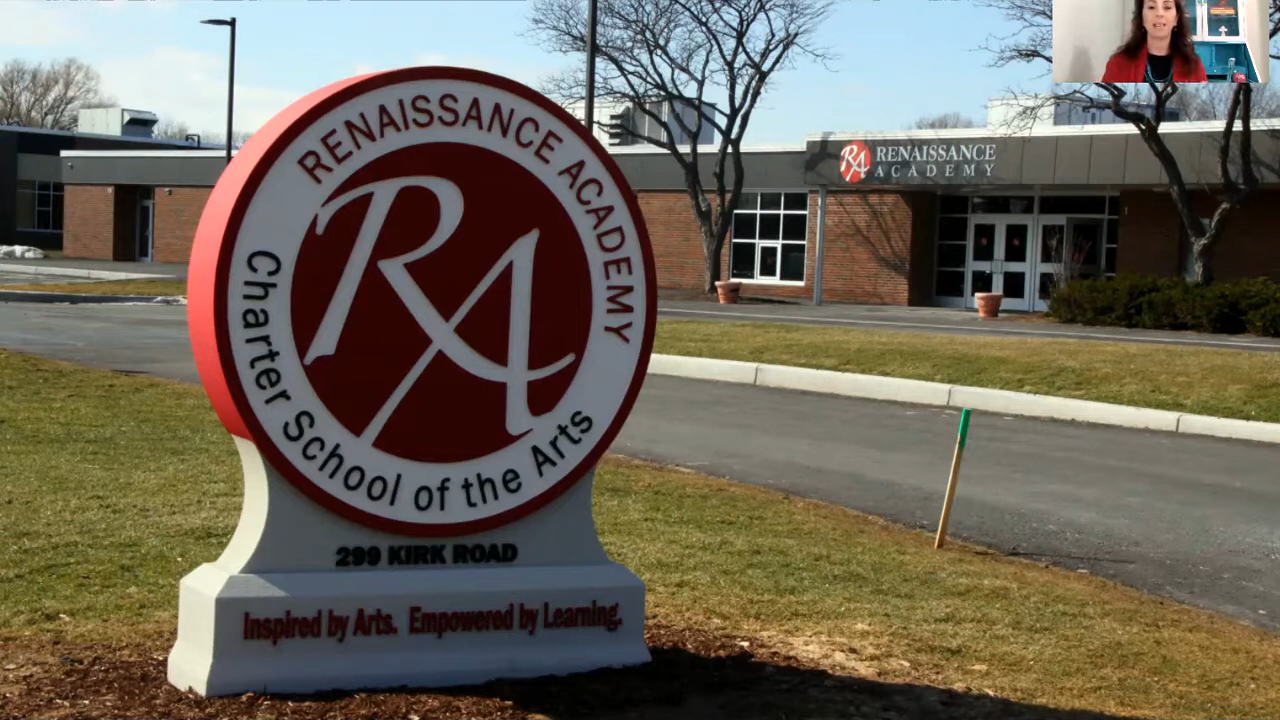 RENAISSANCE ACADEMY
RA
Charter School of the Arts
299 KIRK ROAD
Inspired by Arts. Empowered by Learning.
RA RENAISSANCE
ACADEMY